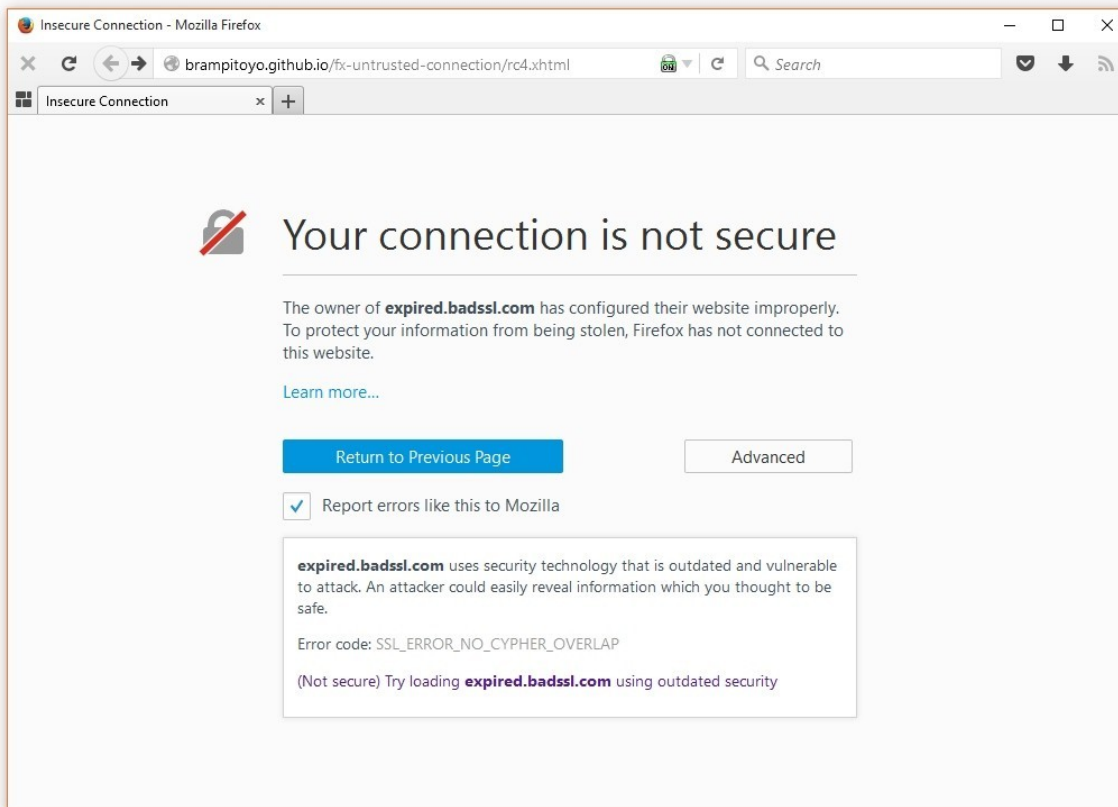 Insecure Connection - Mozilla Firefox
brampitoyo.github.io/fx-untrusted-connection/rc4.xhtml
ON
Search
Insecure Connection
Your connection is not secure
The owner of expired.badssl.com has configured their website improperly.
To protect your information from being stolen, Firefox has not connected to
this website.
Learn more...
Return to Previous Page
Advanced
Report errors like this to Mozilla
expired.badssl.com uses security technology that is outdated and vulnerable
to attack. An attacker could easily reveal information which you thought to be
safe.
Error code: SSL_ERROR_NO_CYPHER_OVERLAP
(Not secure) Try loading expired.badssl.com using outdated security